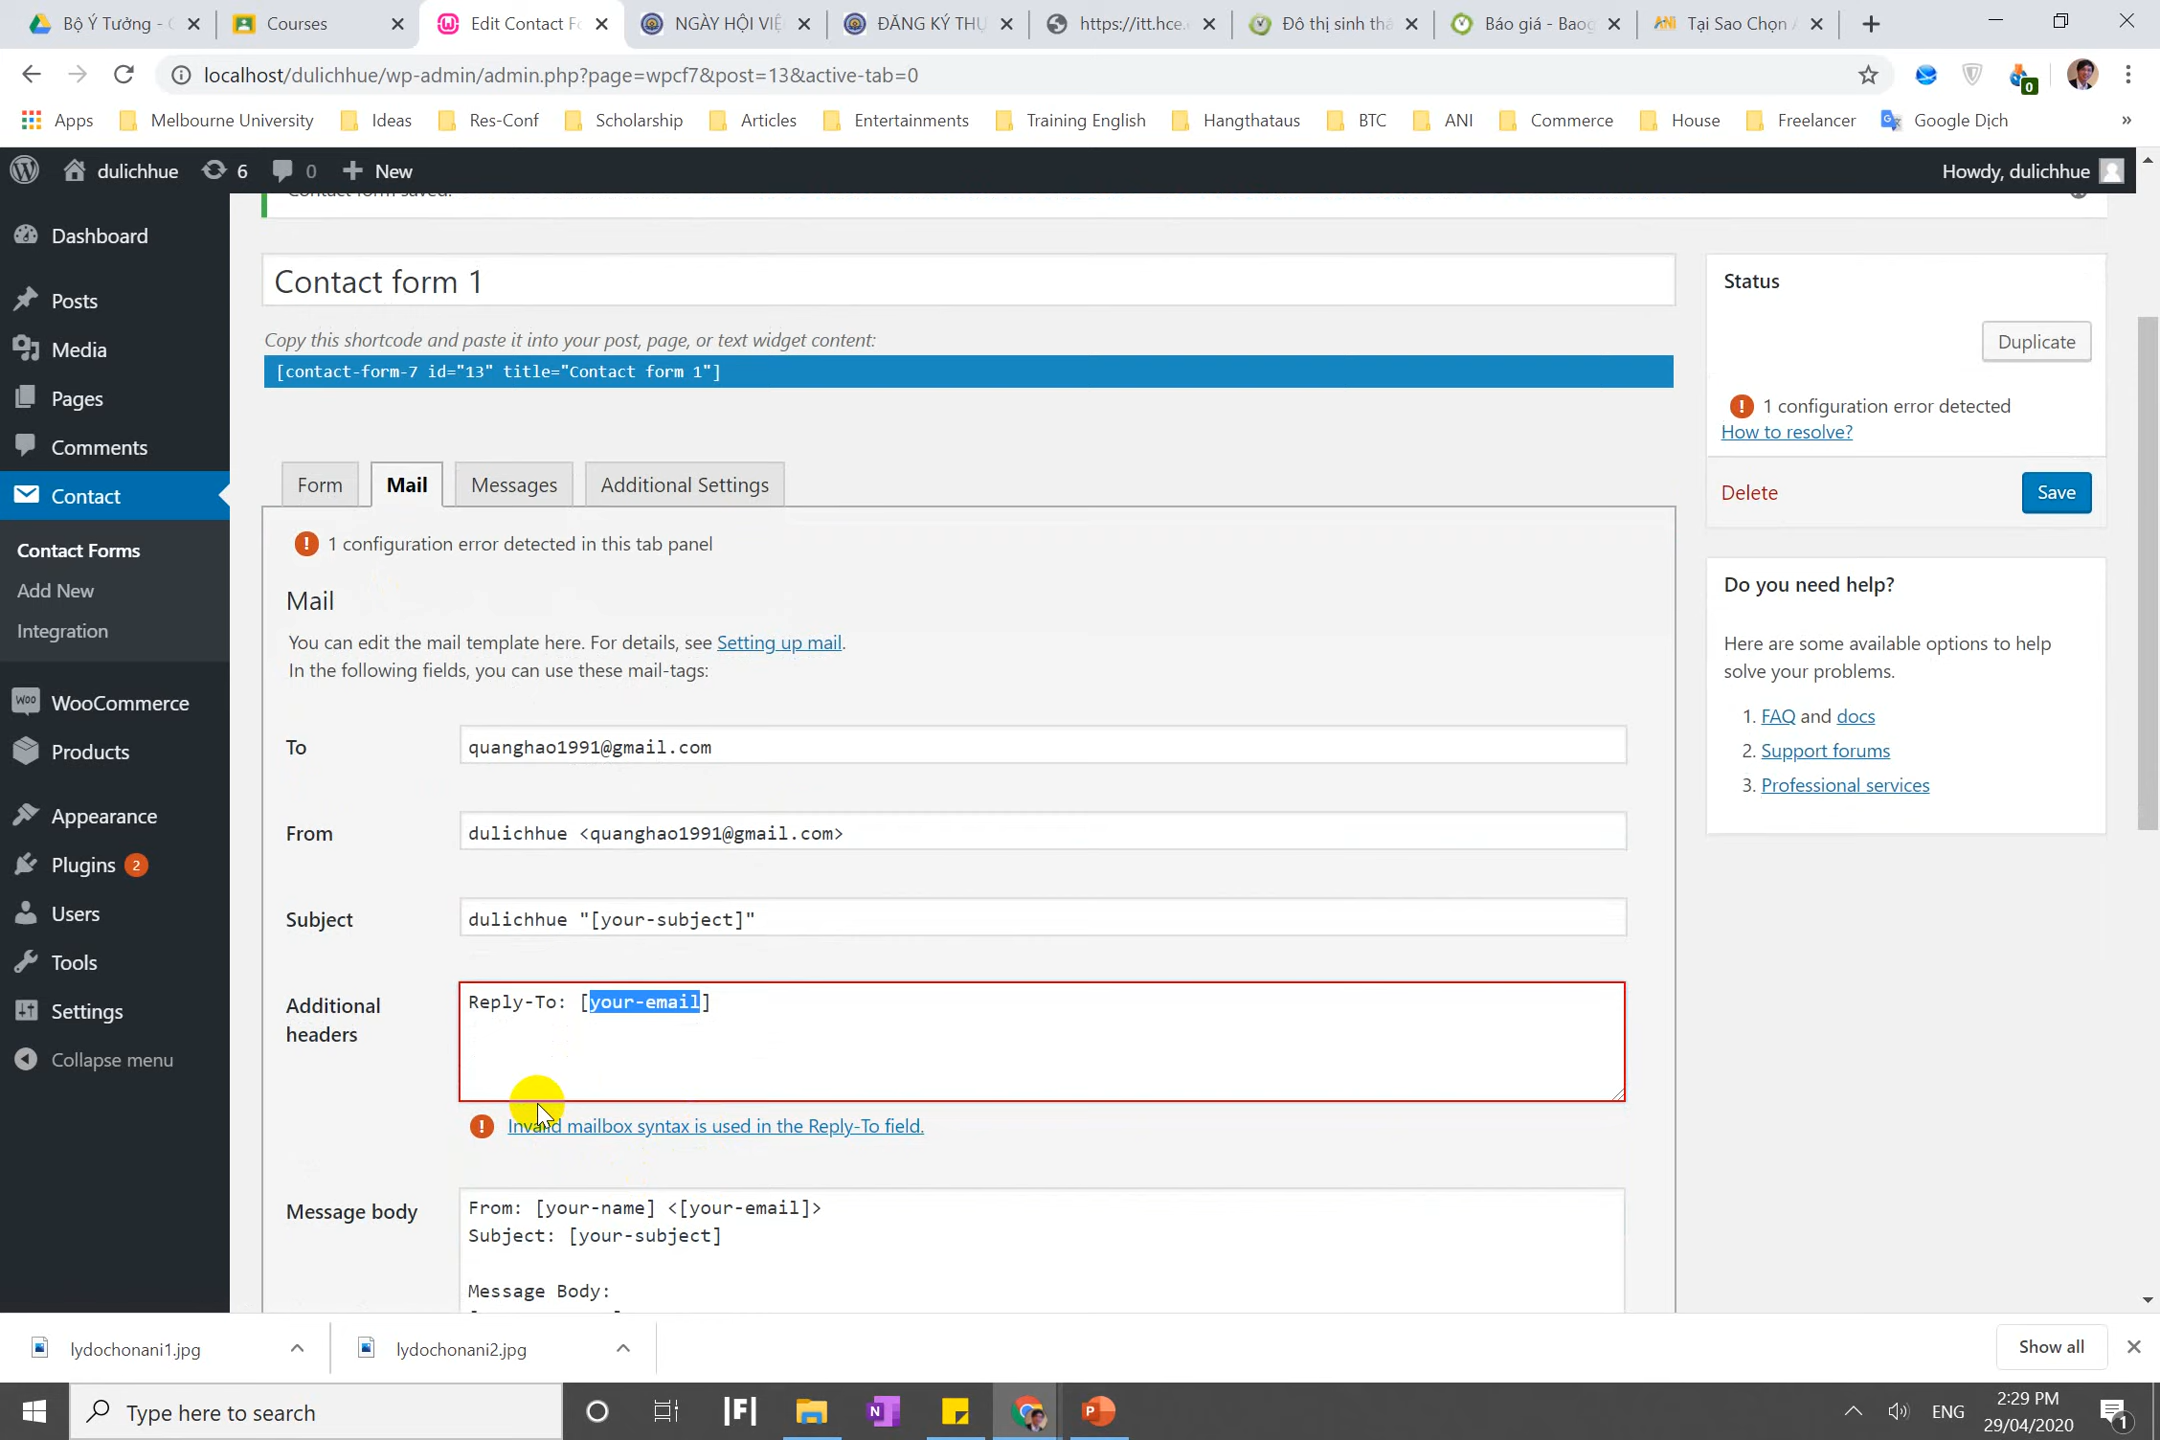 Bộ Ý Tưởng - C
Courses
Edit Contact Fo
NGÀY HỘI VIỆ
ĐĂNG KÝ THỰ
https://itt.hce.e
Đô thị sinh thá
Báo giá - Baog
Tại Sao Chọn A
localhost/dulichhue/wp-admin/admin.php?page=wpcf7&post=13&active-tab=0
0
Apps
Melbourne University
Ideas
Res-Conf
Scholarship
Articles
Entertainments
Training English
Hangthataus
BTC
ANI
Commerce
House
Freelancer
Google Dịch
»
dulichhue
6
0
New
Howdy, dulichhue
Dashboard
Posts
Media
Pages
Comments
Contact
Contact Forms
Add New
Integration
WooCommerce
Products
Appearance
Plugins 2
Users
Tools
Settings
Collapse menu
Contact form saved.
Contact form 1
Copy this shortcode and paste it into your post, page, or text widget content:
[contact-form-7 id="13" title="Contact form 1"]
Form
Mail
Messages
Additional Settings
! 1 configuration error detected in this tab panel
Mail
You can edit the mail template here. For details, see Setting up mail.
In the following fields, you can use these mail-tags:
To
quanghao1991@gmail.com
From
dulichhue <quanghao1991@gmail.com>
Subject
dulichhue "[your-subject]"
Additional
headers
Reply-To: [your-email]
! Invalid mailbox syntax is used in the Reply-To field.
Message body
From: [your-name] <[your-email]>
Subject: [your-subject]
Message Body:
Status
Duplicate
! 1 configuration error detected
How to resolve?
Delete
Save
Do you need help?
Here are some available options to help
solve your problems.
1. FAQ and docs
2. Support forums
3. Professional services
lydochonani1.jpg
lydochonani2.jpg
Show all
Type here to search
ENG
2:29 PM
29/04/2020
1